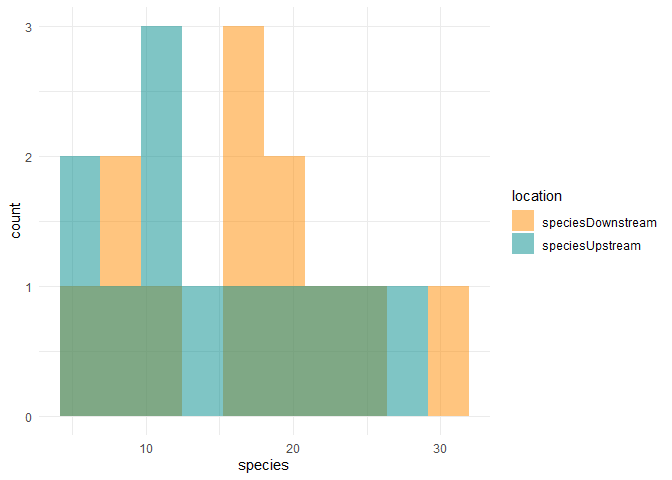 3
2
1
0
count
10 20 30
species
location
speciesDownstream
speciesUpstream